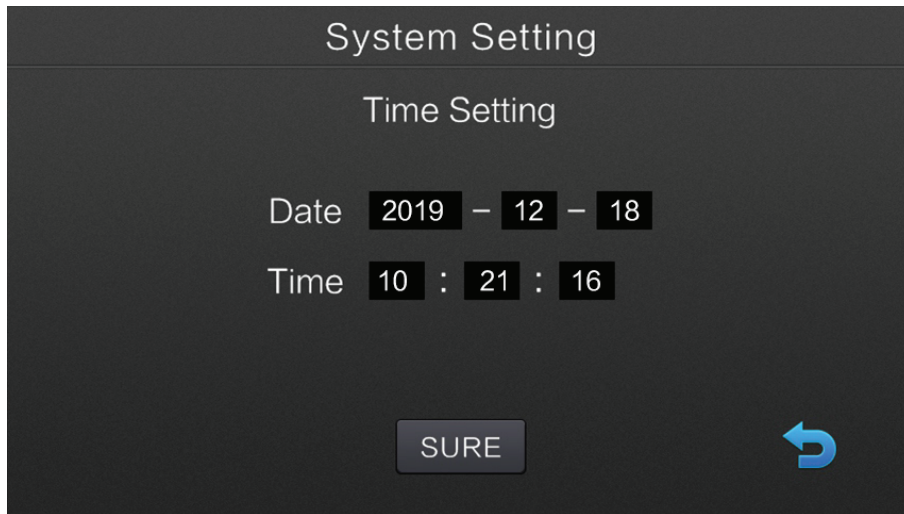 System Setting
Time Setting
Date 2019 – 12 – 18
Time 10 : 21 : 16
SURE